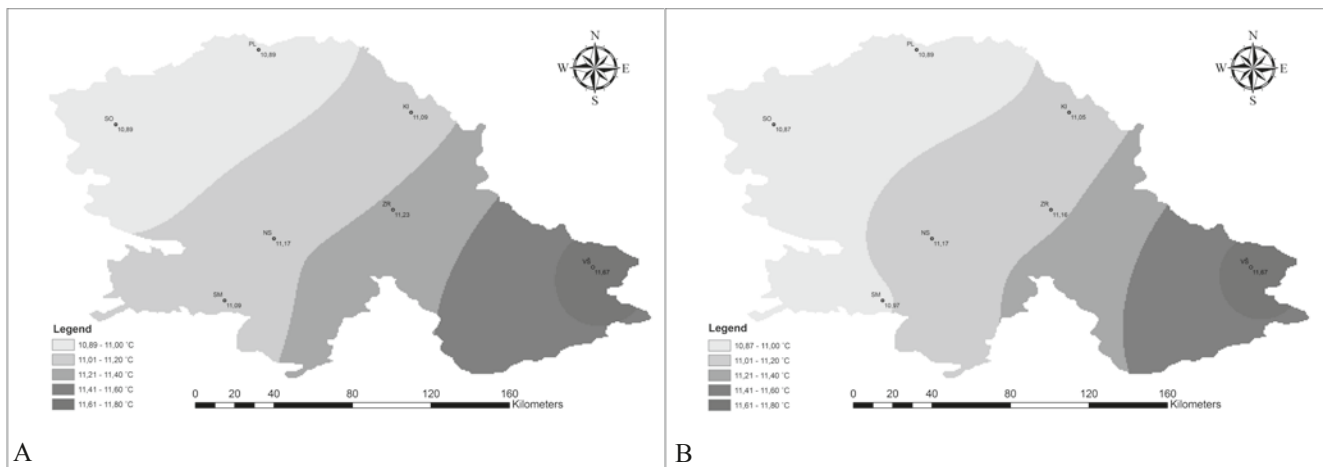 N
W E
S
PL
10,89
KI
11,09
SO
10,89
ZR
11,23
NS
11,17
VŠ
11,87
SM
11,09
Legend
10,89 - 11,00 ˚C
11,01 - 11,20 ˚C
11,21 - 11,40 ˚C
11,41 - 11,60 ˚C
11,61 - 11,80 ˚C
0 20 40 80 120 160
Kilometers
A
N
W E
S
PL
10,89
KI
11,05
SO
10,87
ZR
11,16
NS
11,17
VŠ
11,87
SM
10,97
Legend
10,87 - 11,00 ˚C
11,01 - 11,20 ˚C
11,21 - 11,40 ˚C
11,41 - 11,60 ˚C
11,61 - 11,80 ˚C
0 20 40 80 120 160
Kilometers
B